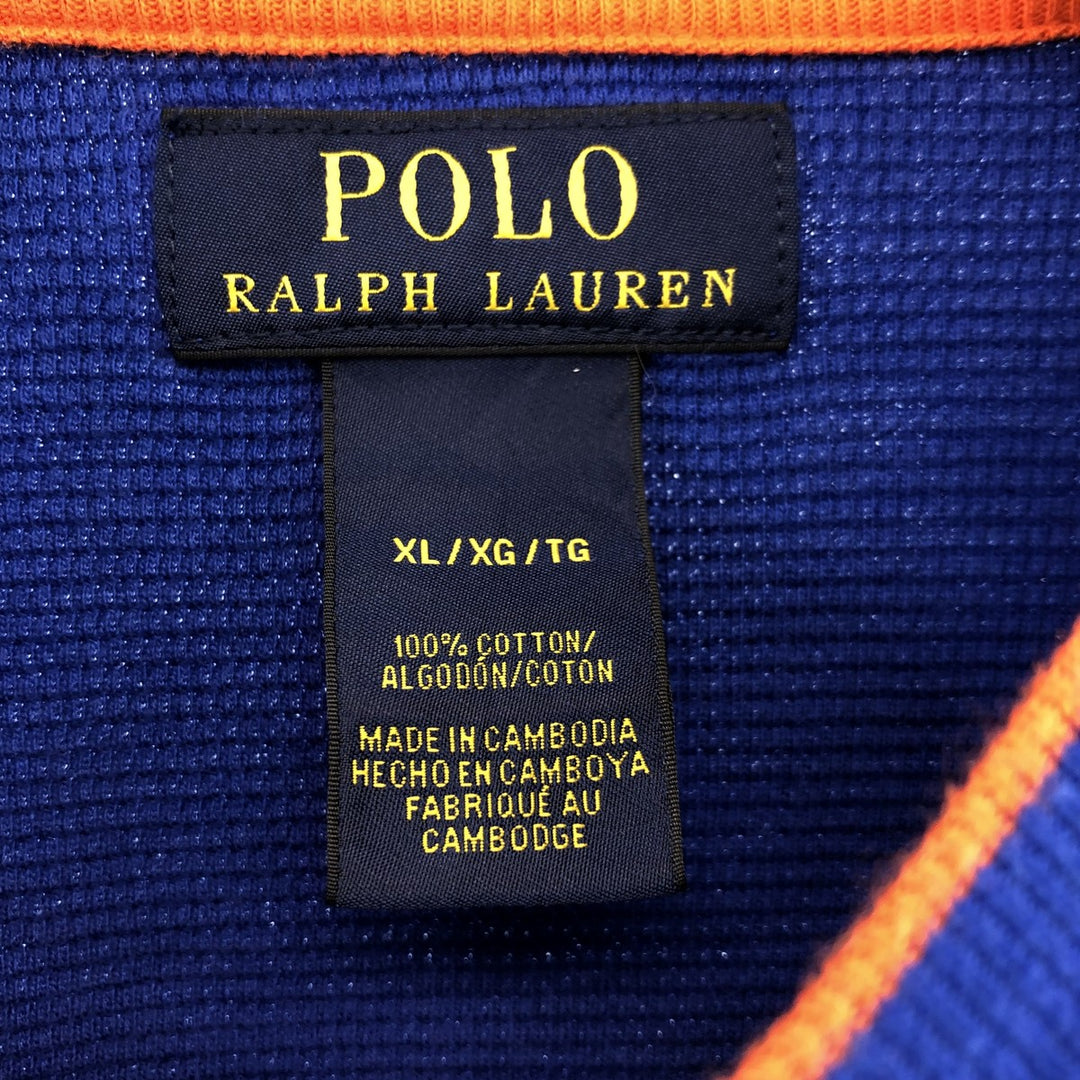 POLO
RALPH LAUREN
XL/XG/TG
100% COTTON/
ALGODÓN/COTON
MADE IN CAMBODIA
HECHO EN CAMBOYA
FABRIQUÉ AU
CAMBODGE